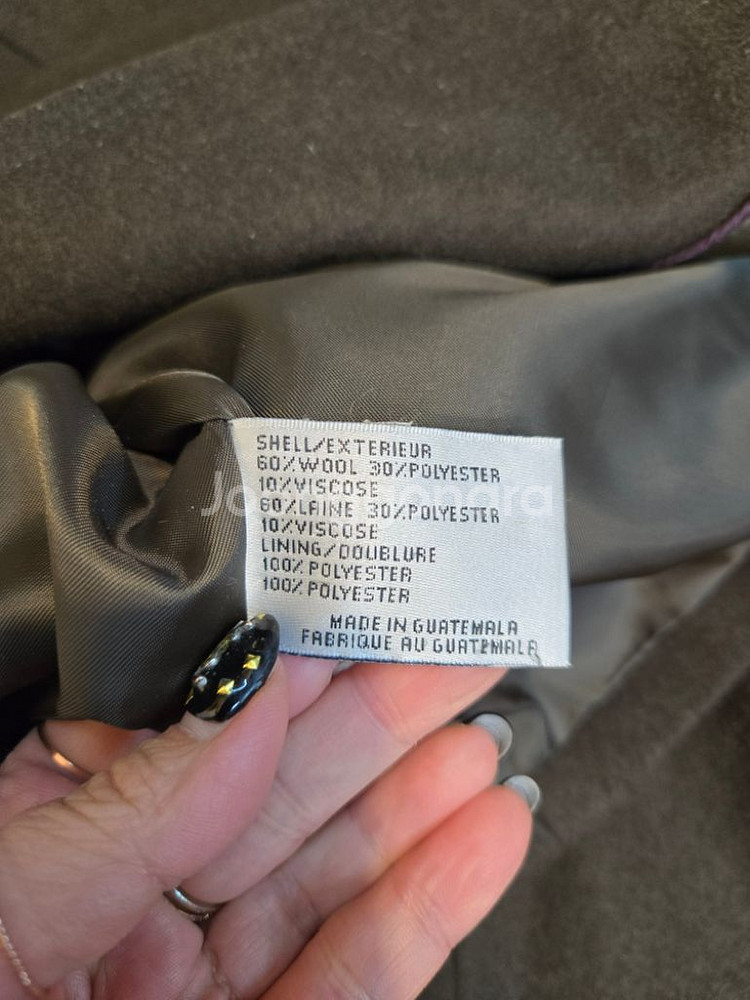 SHELL/EXTERIEUR
60%WOOL 30%POLYESTER
10%VISCOSE
60%LAINE 30%POLYESTER
10%VISCOSE
LINING/DOUBLURE
100% POLYESTER
100% POLYESTER
MADE IN GUATEMALA
FABRIQUE AU GUATEMALA